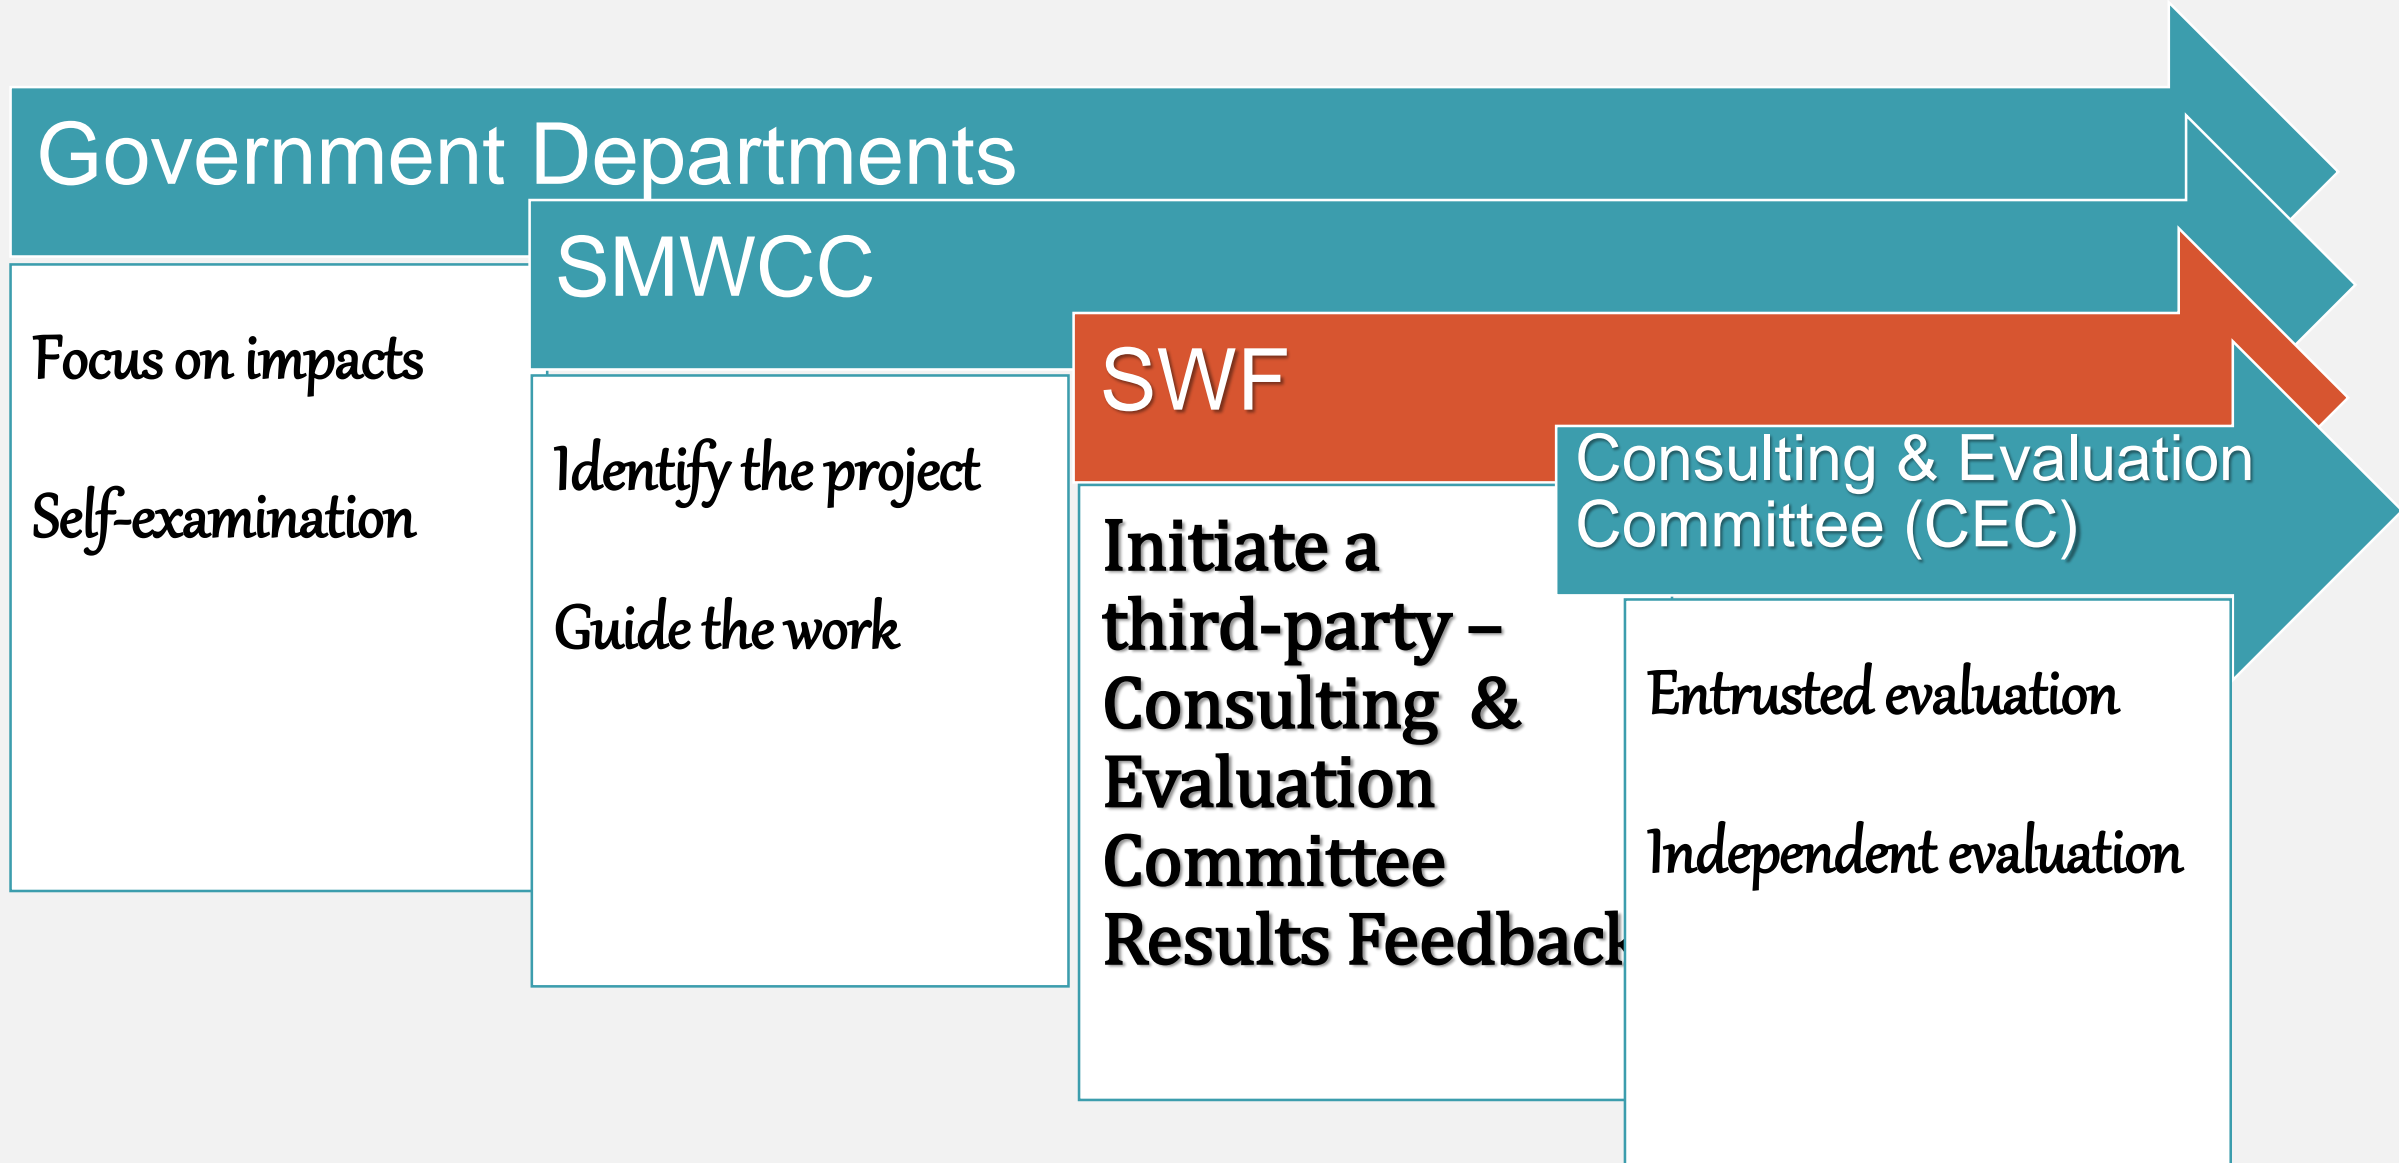 Government Departments
Focus on impacts
Self-examination
SMWCC
Identify the project
Guide the work
SWF
Initiate a
third-party –
Consulting & 
Evaluation
Committee
Results Feedback
Consulting & Evaluation
Committee (CEC)
Entrusted evaluation
Independent evaluation